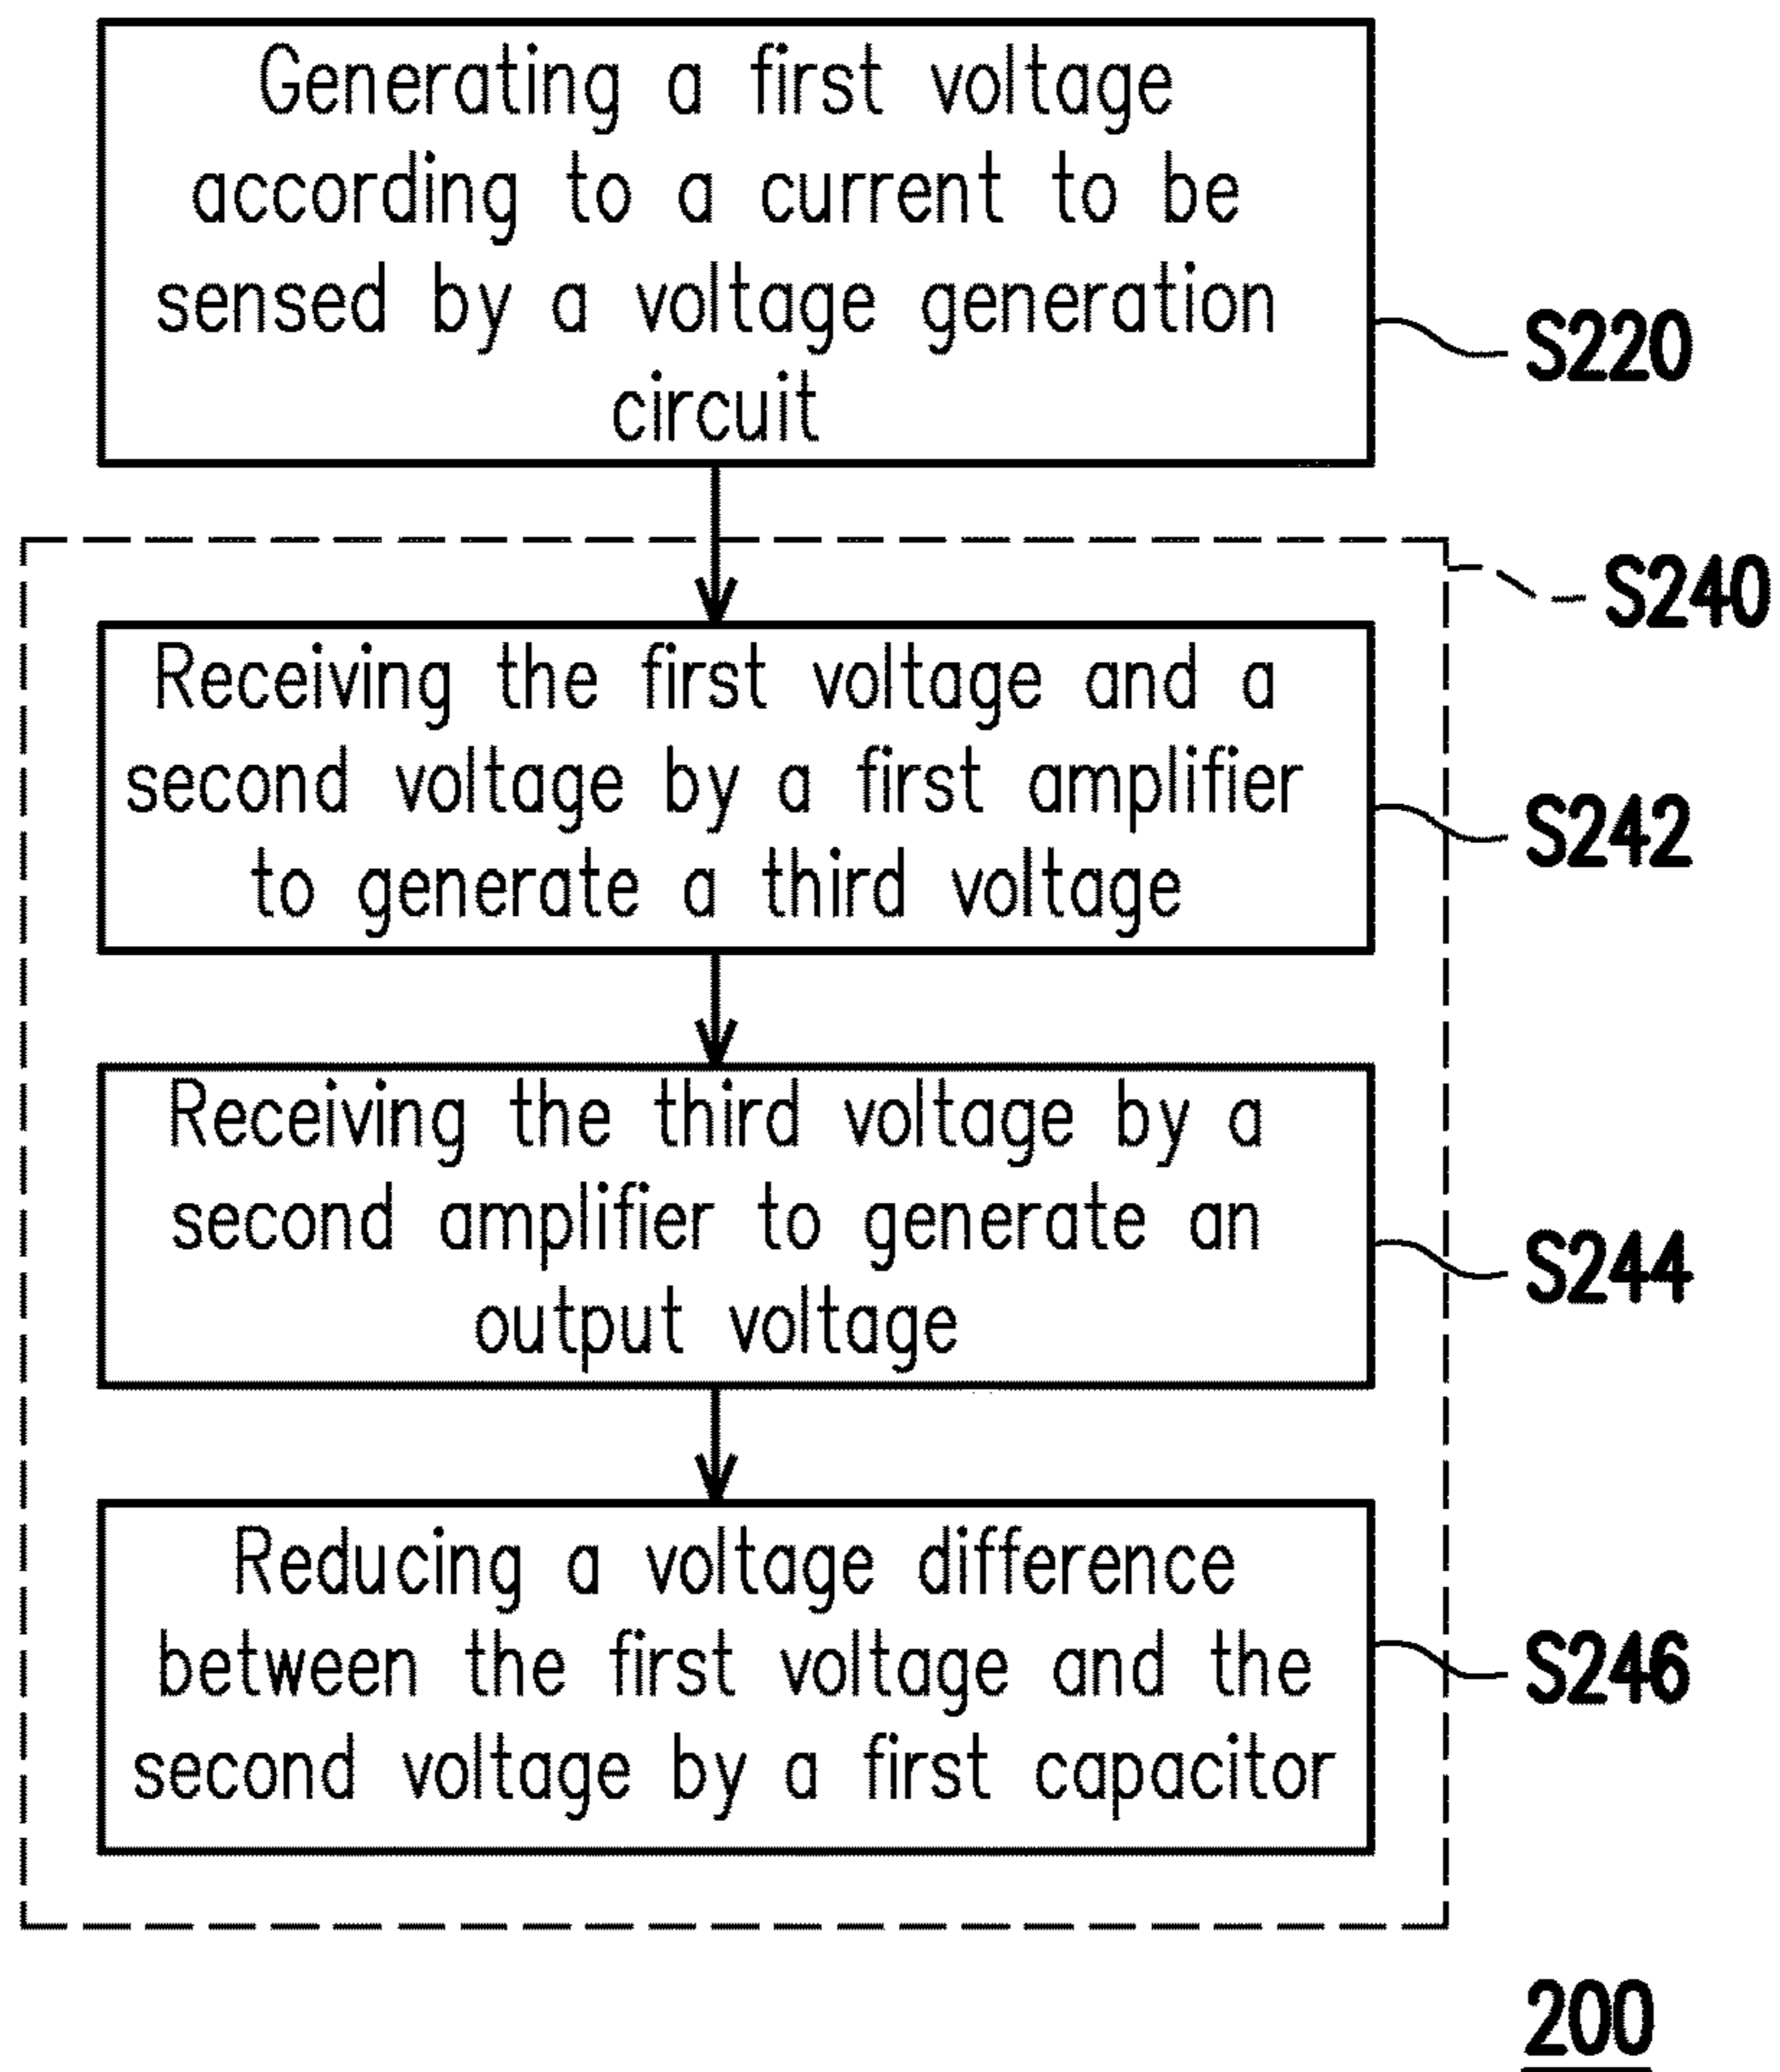 Generating a first voltage
according to a current to be
sensed by a voltage generation
circuit
S220
S240
Receiving the first voltage and a
second voltage by a first amplifier
to generate a third voltage
S242
Receiving the third voltage by a
second amplifier to generate an
output voltage
S244
Reducing a voltage difference
between the first voltage and the
second voltage by a first capacitor
S246
200